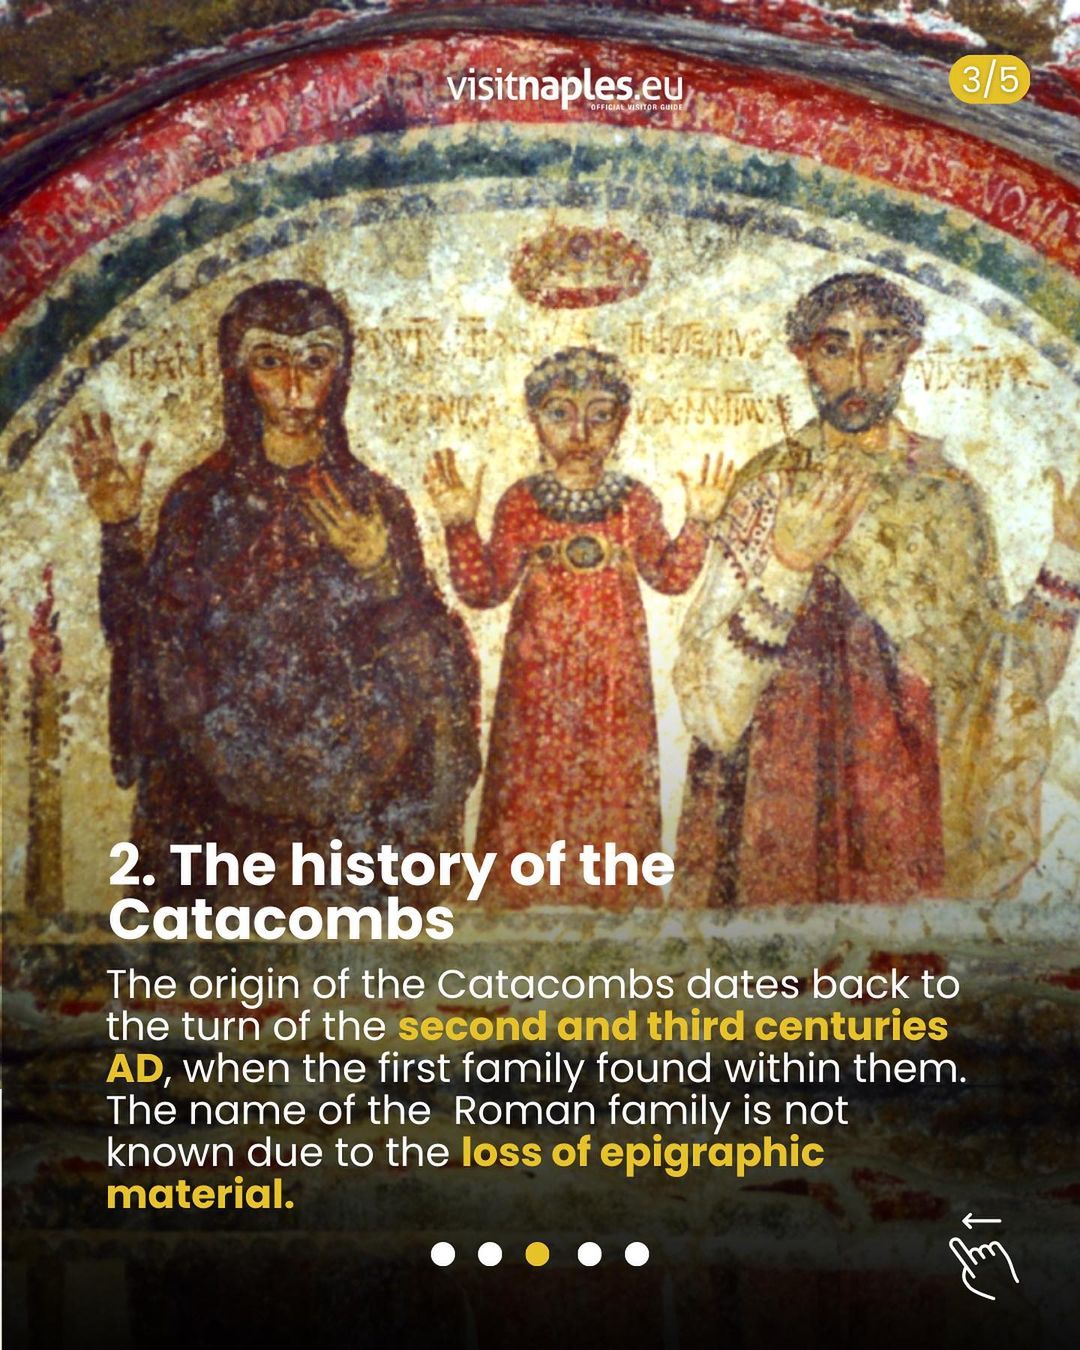 visitnaples.eu
OFFICIAL VISITOR GUIDE
3/5
2. The history of the
Catacombs
The origin of the Catacombs dates back to
the turn of the second and third centuries
AD, when the first family found within them.
The name of the  Roman family is not
known due to the loss of epigraphic
material.